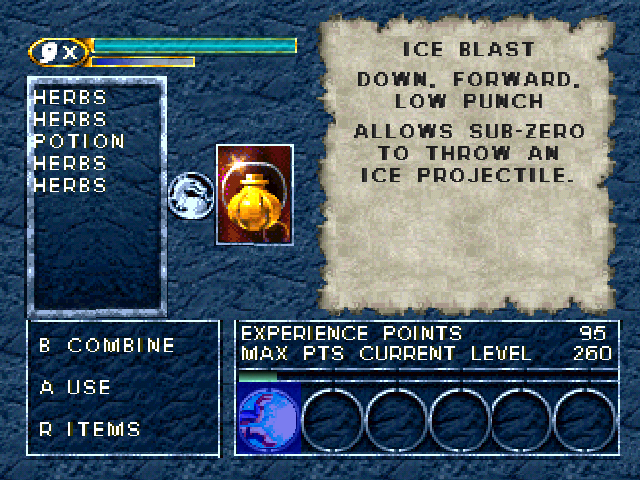 X
HERBS
HERBS
POTION
HERBS
HERBS
ICE BLAST
DOWN, FORWARD,
LOW PUNCH
ALLOWS SUB-ZERO
TO THROW AN
ICE PROJECTILE.
B COMBINE
A USE
R ITEMS
EXPERIENCE POINTS 95
MAX PTS CURRENT LEVEL 260